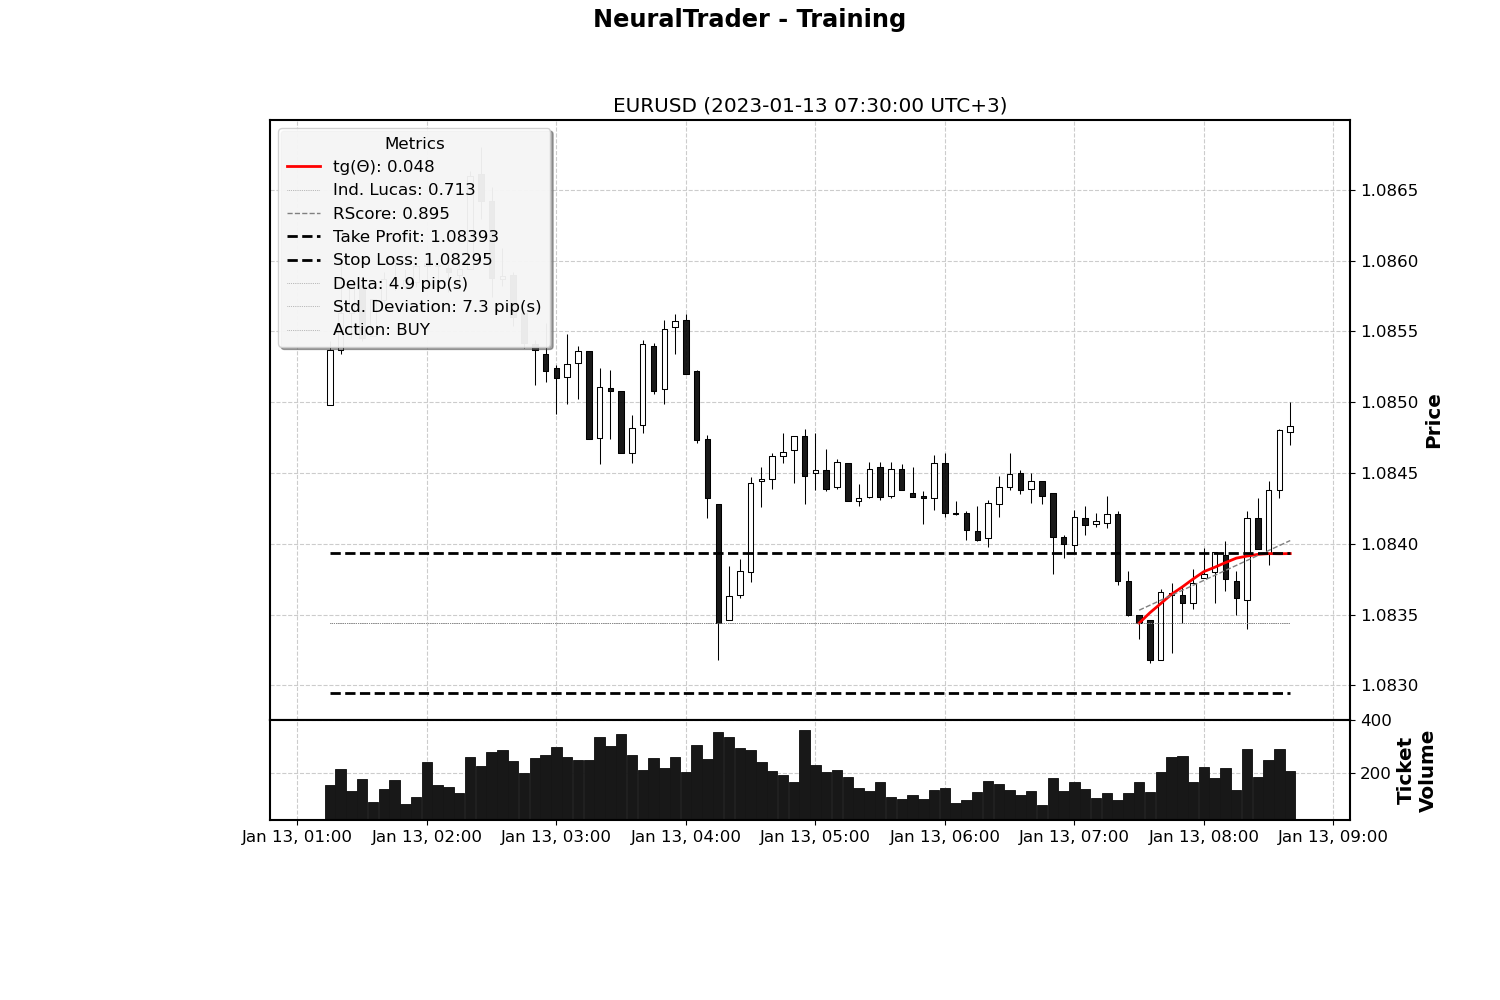 NeuralTrader - Training
EURUSD (2023-01-13 07:30:00 UTC+3)
Metrics
tg(Θ): 0.048
Ind. Lucas: 0.713
RScore: 0.895
Take Profit: 1.08393
Stop Loss: 1.08295
Delta: 4.9 pip(s)
Std. Deviation: 7.3 pip(s)
Action: BUY
1.0865
1.0860
1.0855
1.0850
1.0845
1.0840
1.0835
1.0830
Price
400
200
Ticket
Volume
Jan 13, 01:00
Jan 13, 02:00
Jan 13, 03:00
Jan 13, 04:00
Jan 13, 05:00
Jan 13, 06:00
Jan 13, 07:00
Jan 13, 08:00
Jan 13, 09:00